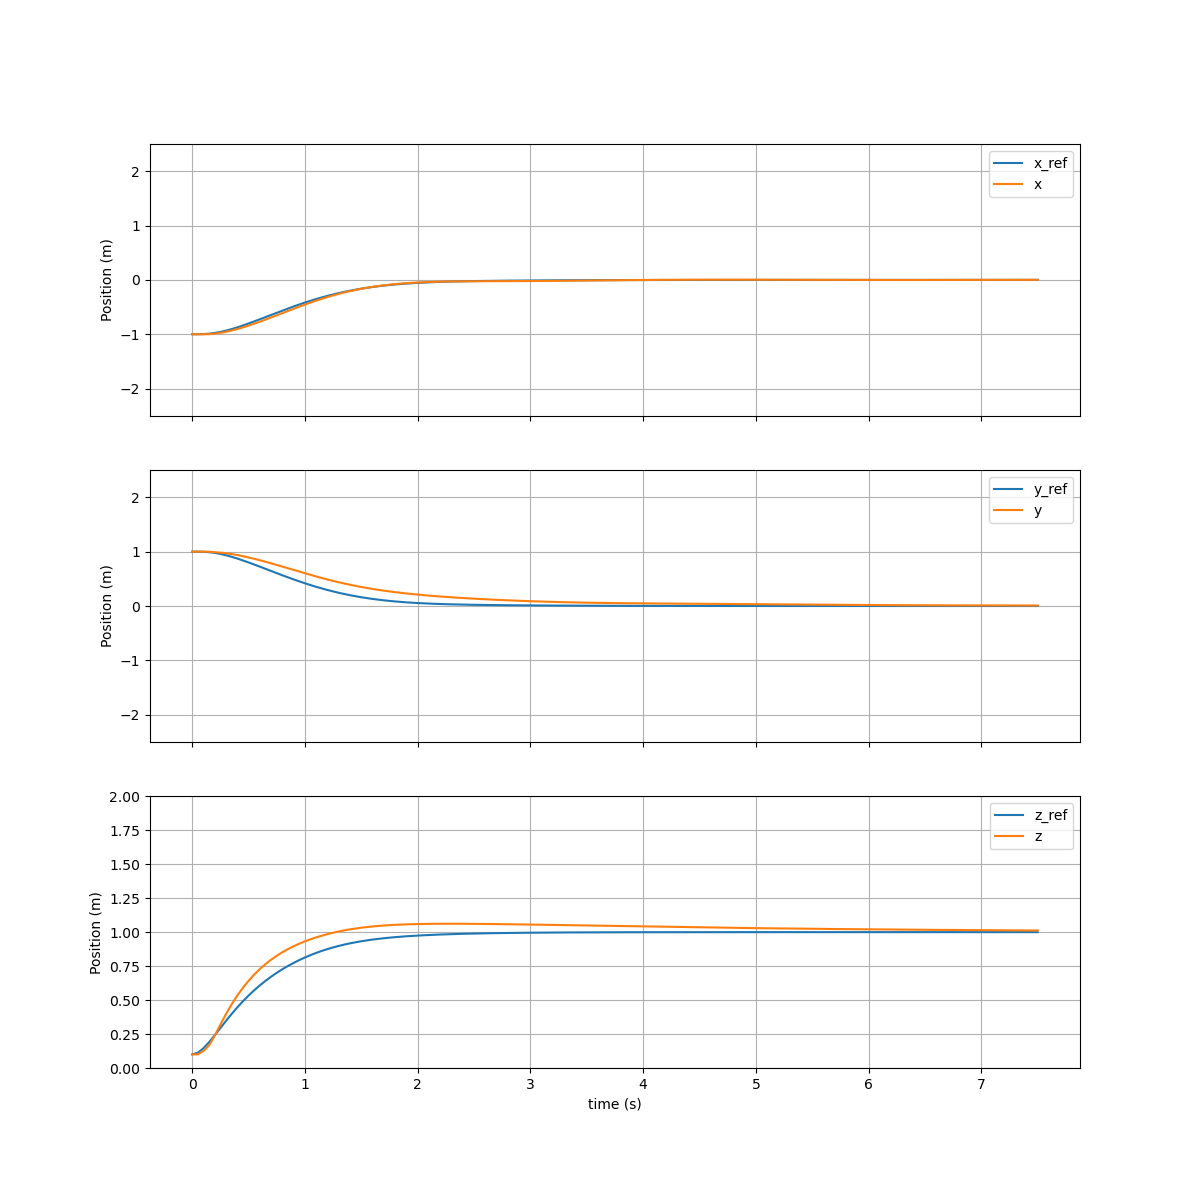 2
1
0
−1
−2
Position (m)
x_ref
x
2
1
0
−1
−2
Position (m)
y_ref
y
2.00
1.75
1.50
1.25
1.00
0.75
0.50
0.25
0.00
Position (m)
z_ref
z
0 1 2 3 4 5 6 7
time (s)